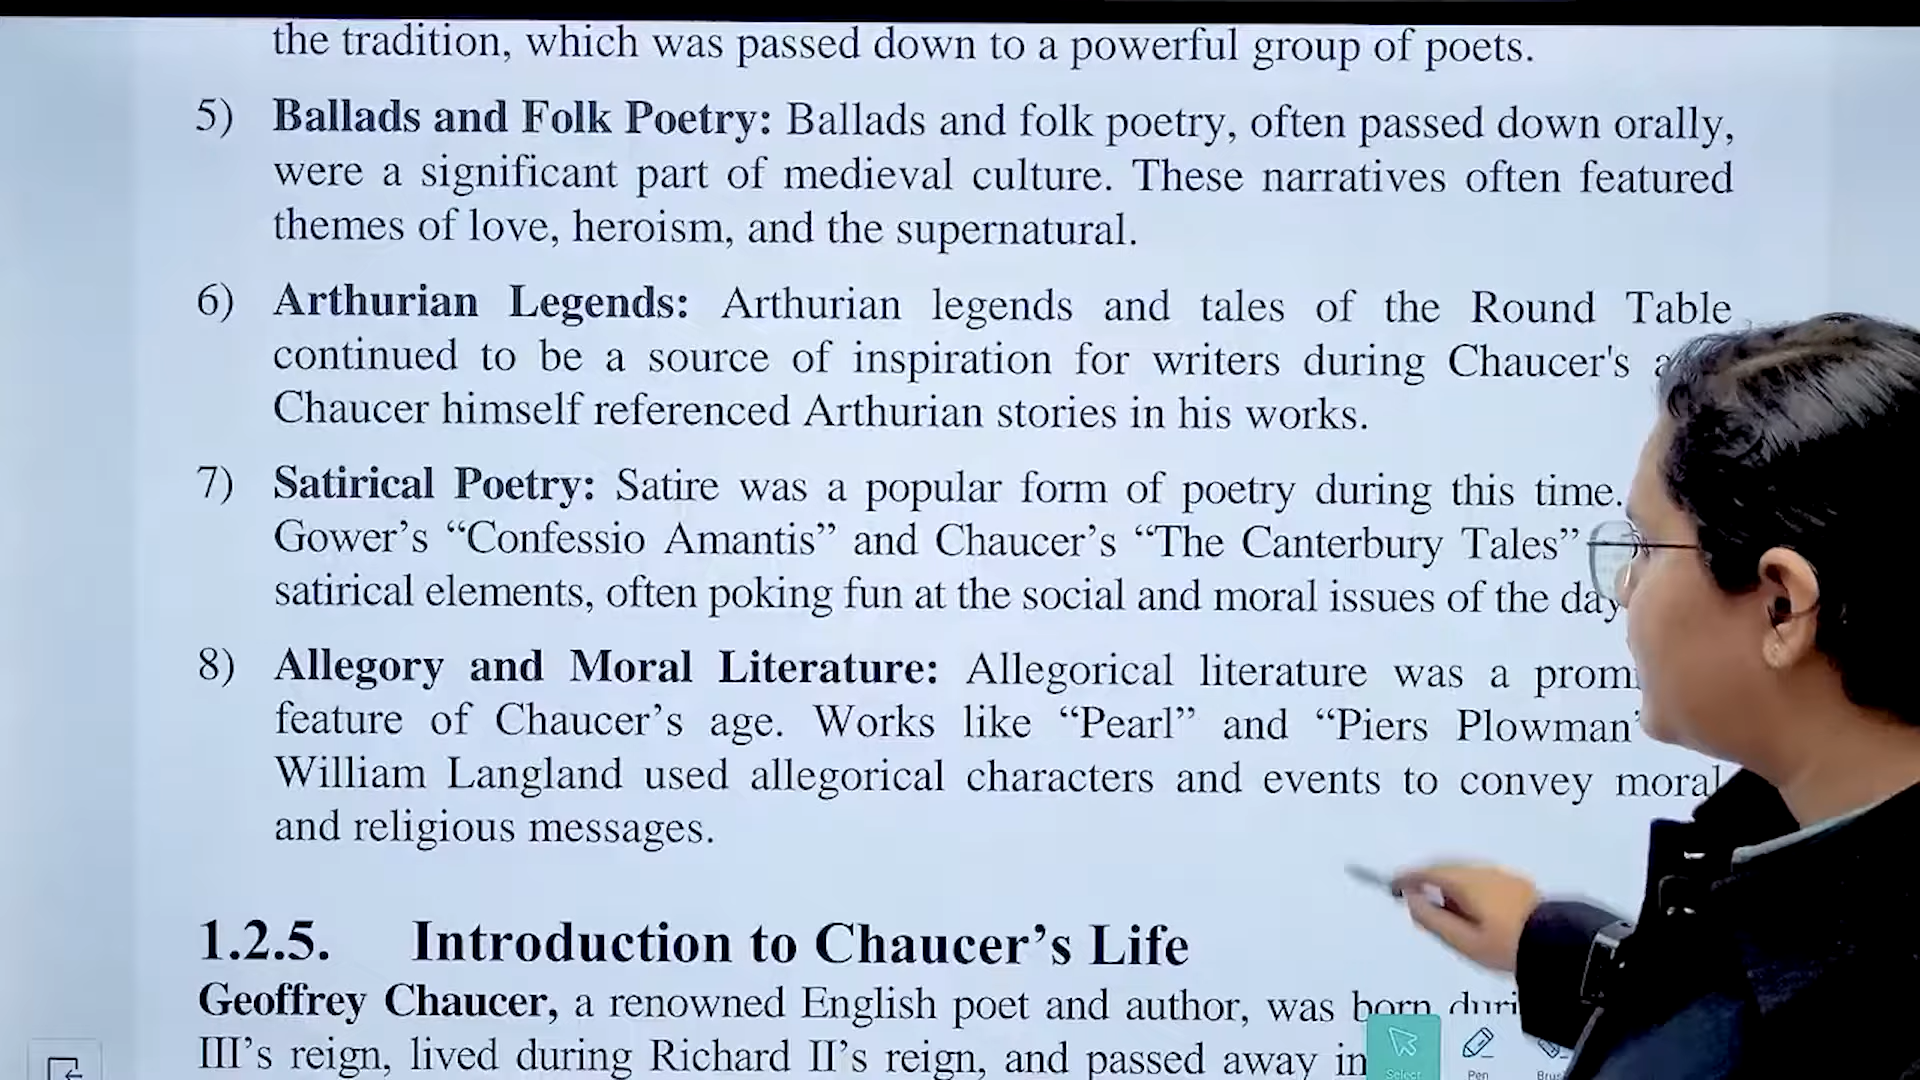 the tradition, which was passed down to a powerful group of poets.
5) Ballads and Folk Poetry: Ballads and folk poetry, often passed down orally,
were a significant part of medieval culture. These narratives often featured
themes of love, heroism, and the supernatural.
6) Arthurian Legends: Arthurian legends and tales of the Round Table
continued to be a source of inspiration for writers during Chaucer's
Chaucer himself referenced Arthurian stories in his works.
7) Satirical Poetry: Satire was a popular form of poetry during this time.
Gower’s “Confessio Amantis” and Chaucer’s “The Canterbury Tales”
satirical elements, often poking fun at the social and moral issues of the day
8) Allegory and Moral Literature: Allegorical literature was a
feature of Chaucer’s age. Works like “Pearl” and “Piers Plowman
William Langland used allegorical characters and events to convey moral
and religious messages.
1.2.5. Introduction to Chaucer’s Life
Geoffrey Chaucer, a renowned English poet and author, was born
III’s reign, lived during Richard II’s reign, and passed away in
Select Pen